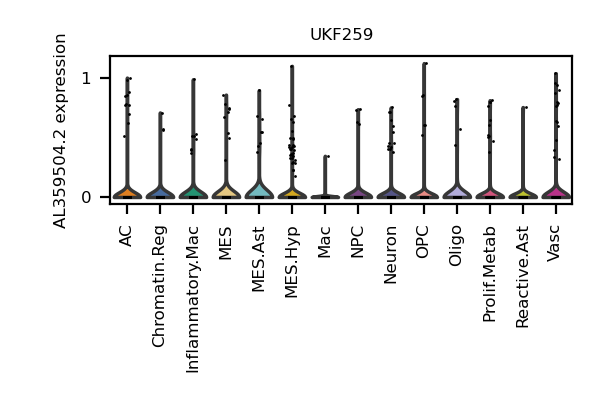 UKF259
AL359504.2 expression
1
0
AC
Chromatin.Reg
Inflammatory.Mac
MES
MES.Ast
MES.Hyp
Mac
NPC
Neuron
OPC
Oligo
Prolif.Metab
Reactive.Ast
Vasc